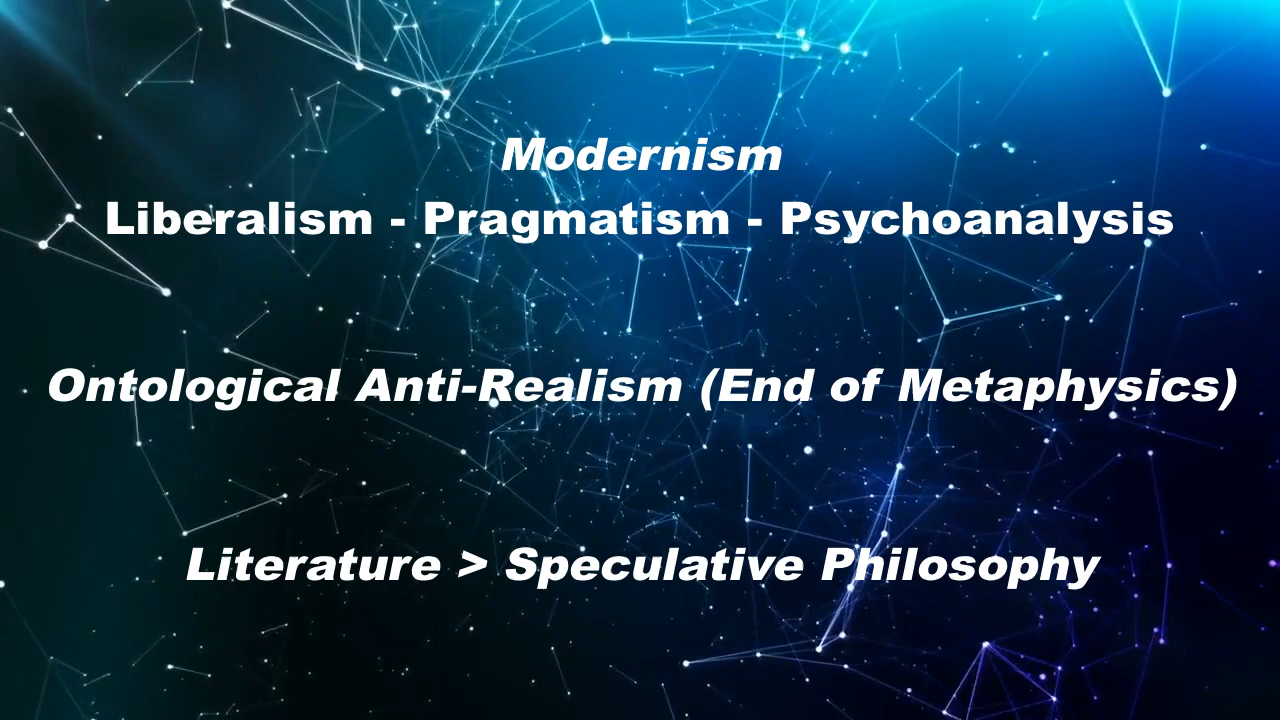 Modernism
Liberalism - Pragmatism - Psychoanalysis
Ontological Anti-Realism (End of Metaphysics)
Literature > Speculative Philosophy